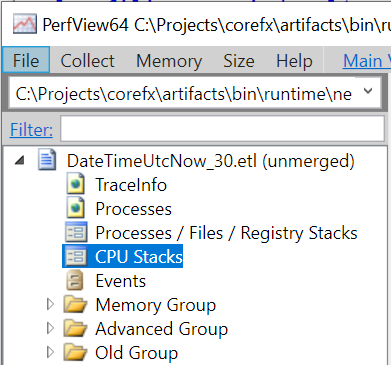 PerfView64 C:\Projects\corefx\artifacts\bin\ru
File Collect Memory Size Help Main
C:\Projects\corefx\artifacts\bin\runtime\ne
Filter:
DateTimeUtcNow_30.etl (unmerged)
TraceInfo
Processes
Processes / Files / Registry Stacks
CPU Stacks
Events
Memory Group
Advanced Group
Old Group